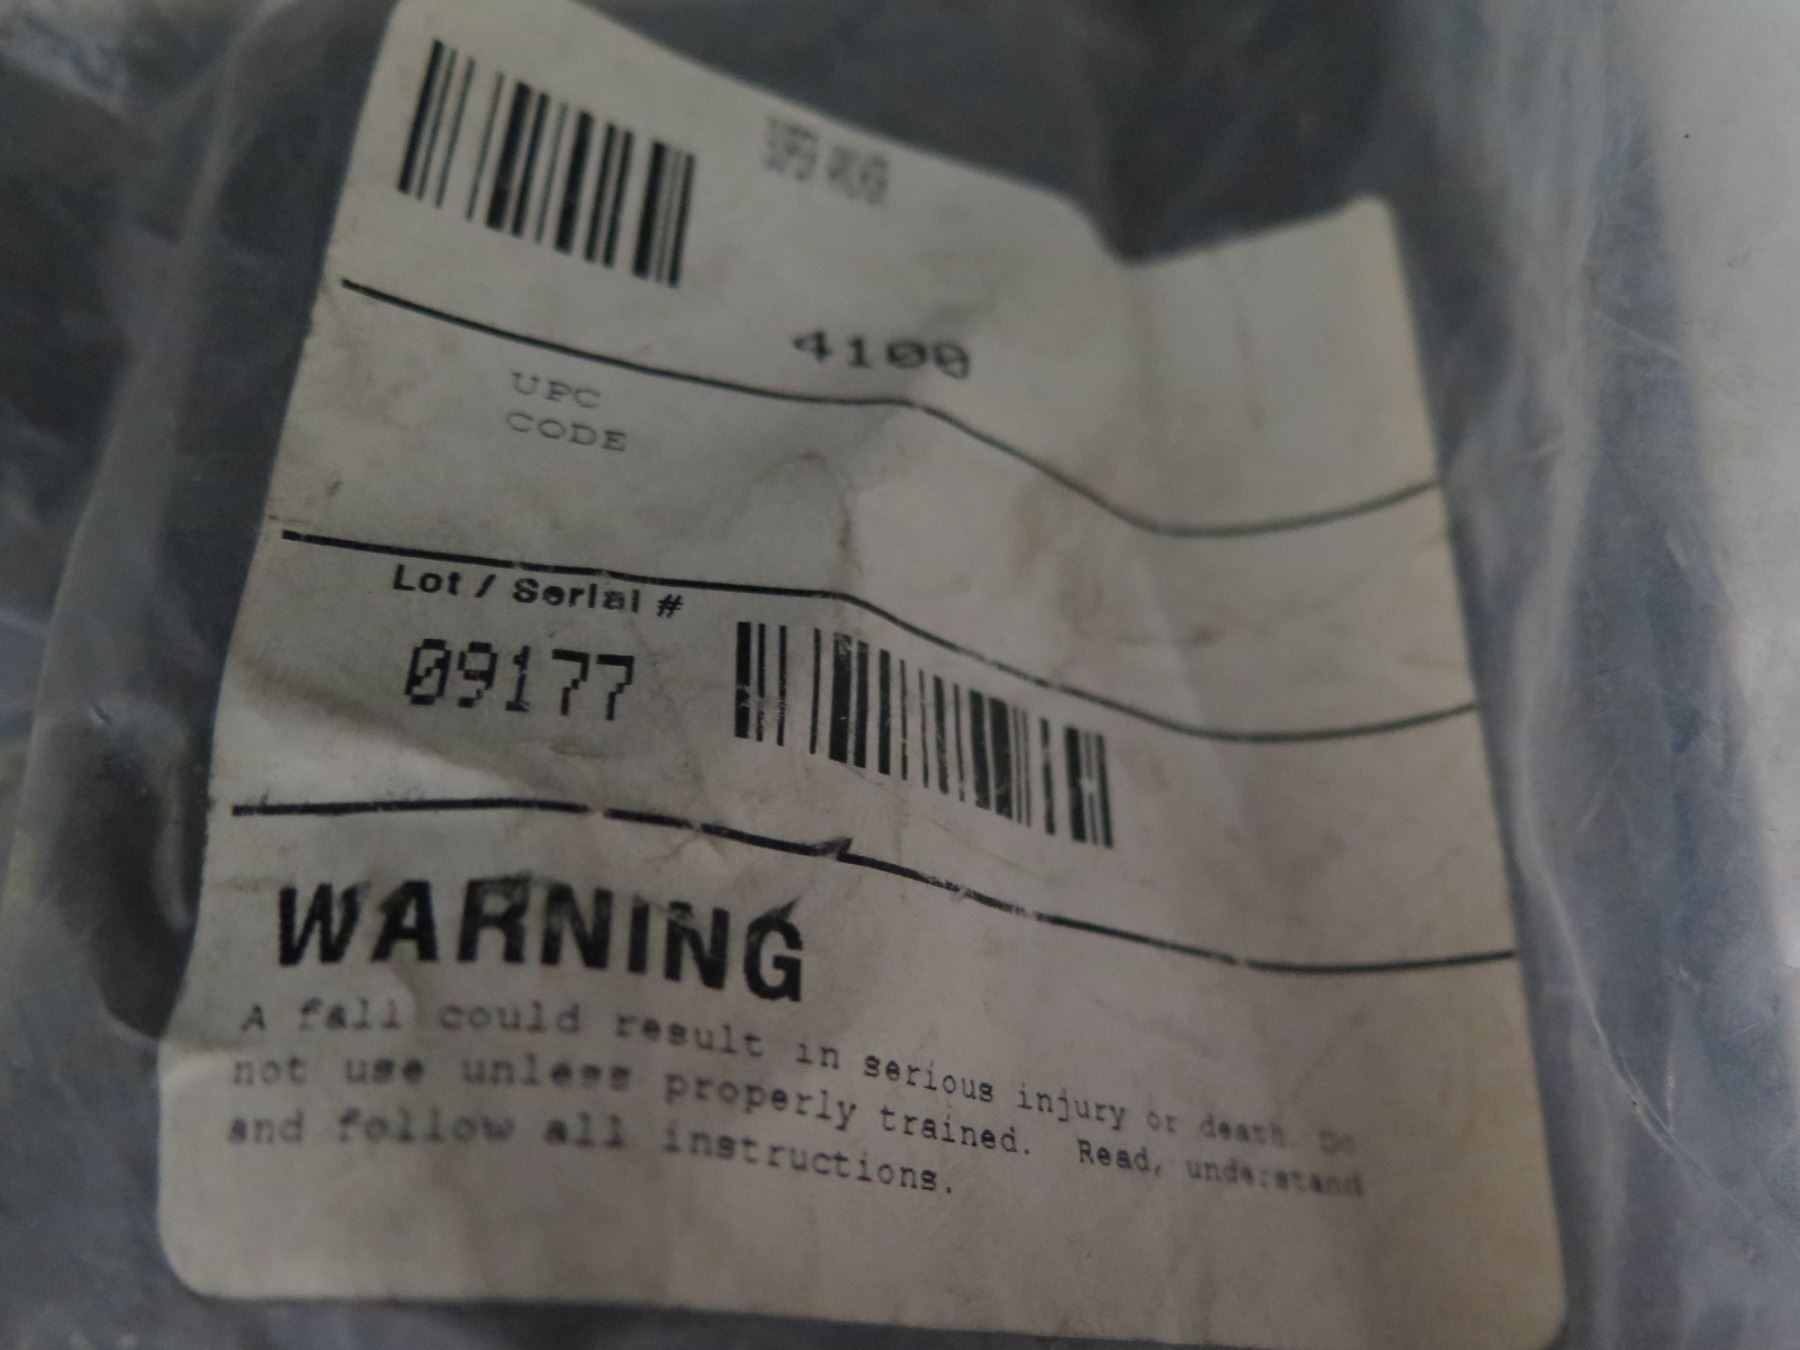 4100
UPC
CODE
Lot / Serial #
09177
WARNING
A fall could result in serious injury or death. Do
not use unless properly trained. Read, understand
and follow all instructions.